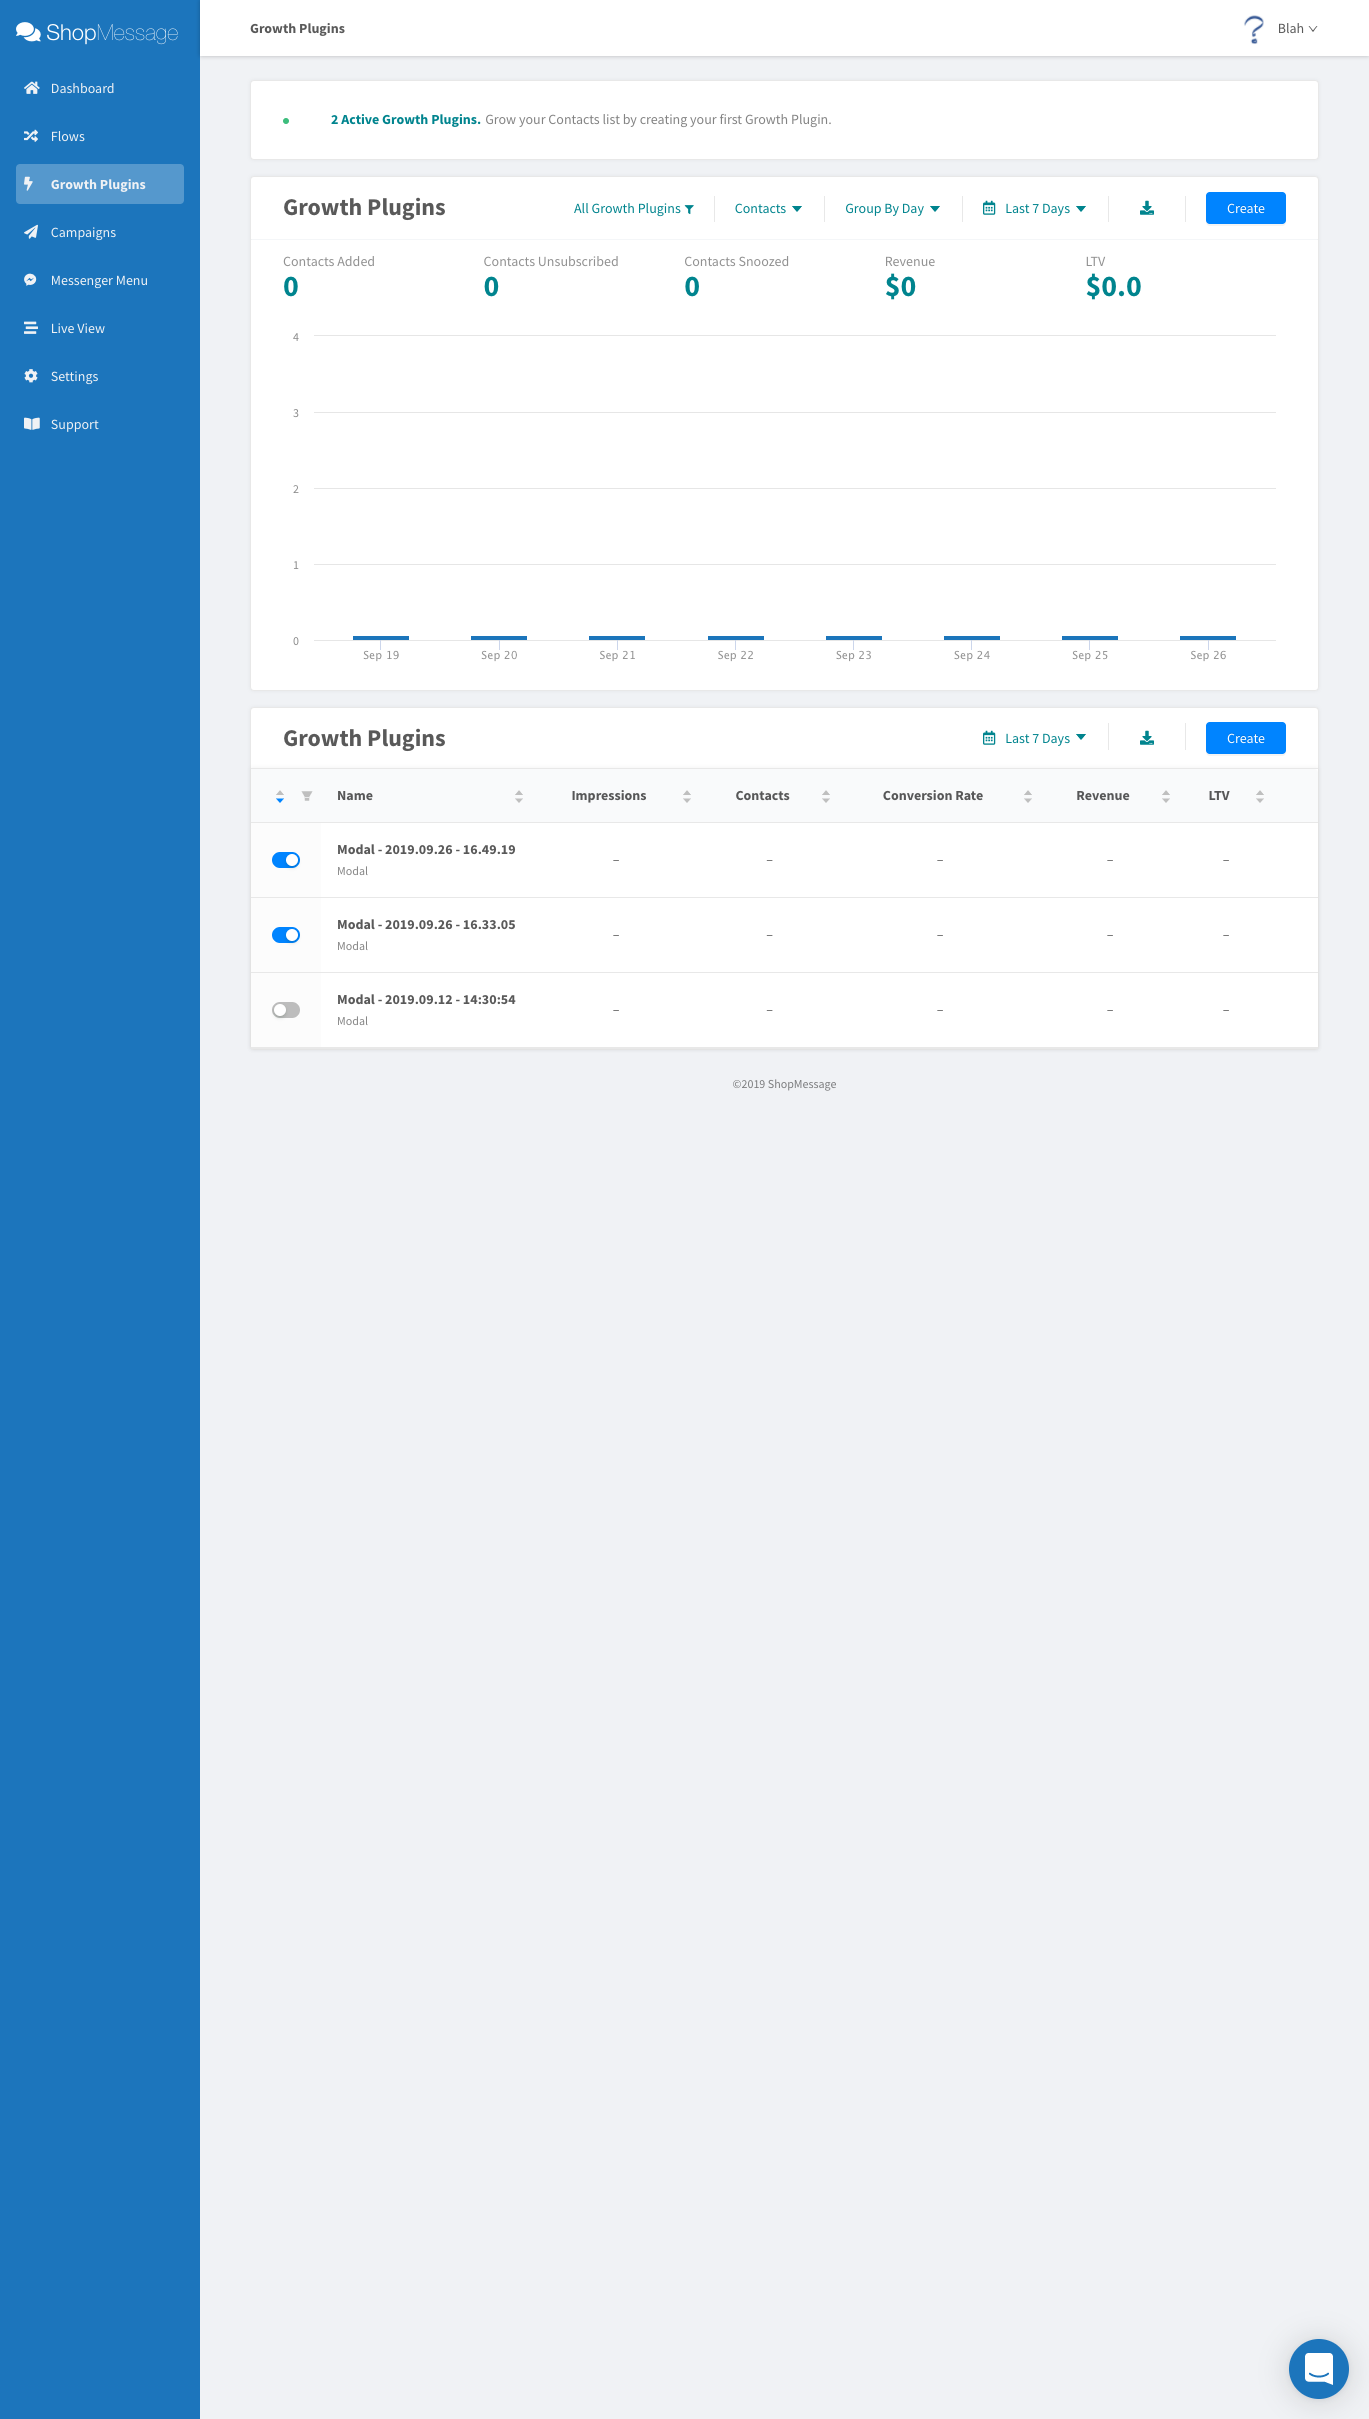 ShopMessage
Growth Plugins
Blah
Dashboard
Flows
Growth Plugins
Campaigns
Messenger Menu
Live View
Settings
Support
2 Active Growth Plugins. Grow your Contacts list by creating your first Growth Plugin.
Growth Plugins
All Growth Plugins
Contacts
Group By Day
Last 7 Days
Create
Contacts Added
0
Contacts Unsubscribed
0
Contacts Snoozed
0
Revenue
$0
LTV
$0.0
4
3
2
1
0
Sep 19 Sep 20 Sep 21 Sep 22 Sep 23 Sep 24 Sep 25 Sep 26
Growth Plugins
Last 7 Days
Create
Name Impressions Contacts Conversion Rate Revenue LTV
Modal - 2019.09.26 - 16.49.19
Modal
– – – – –
Modal - 2019.09.26 - 16.33.05
Modal
– – – – –
Modal - 2019.09.12 - 14:30:54
Modal
– – – – –
©2019 ShopMessage